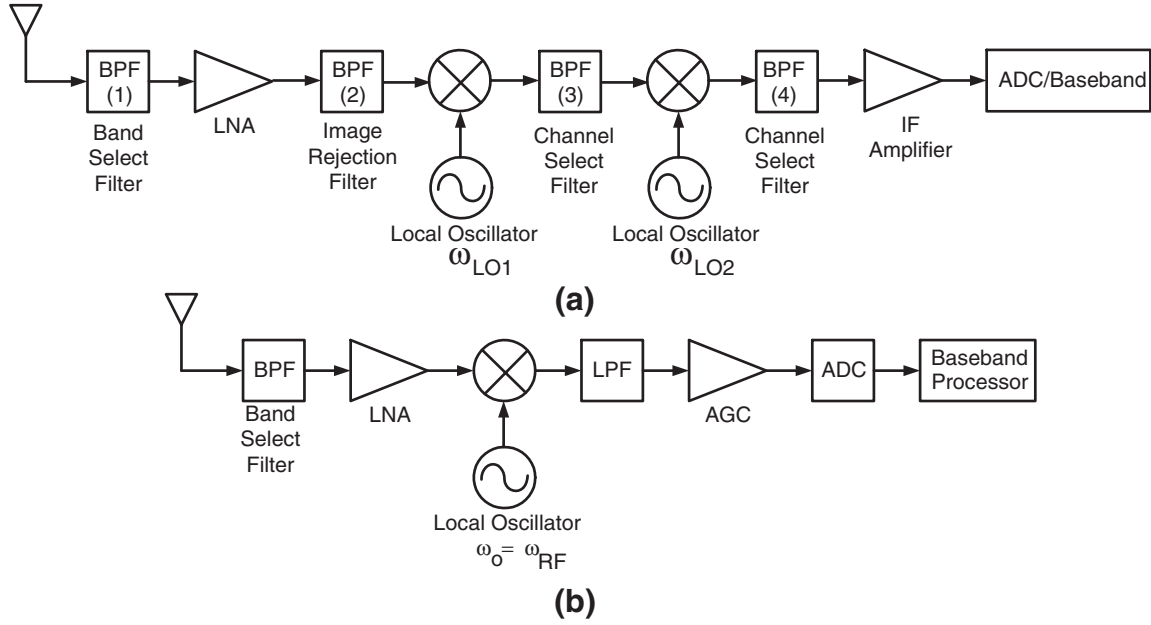 BPF
(1)
Band
Select
Filter
LNA
BPF
(2)
Image
Rejection
Filter
Local Oscillator
ωLO1
BPF
(3)
Channel
Select
Filter
Local Oscillator
ωLO2
BPF
(4)
Channel
Select
Filter
IF
Amplifier
ADC/Baseband
(a)
BPF
Band
Select
Filter
LNA
Local Oscillator
ωo= ωRF
LPF
AGC
ADC
Baseband
Processor
(b)